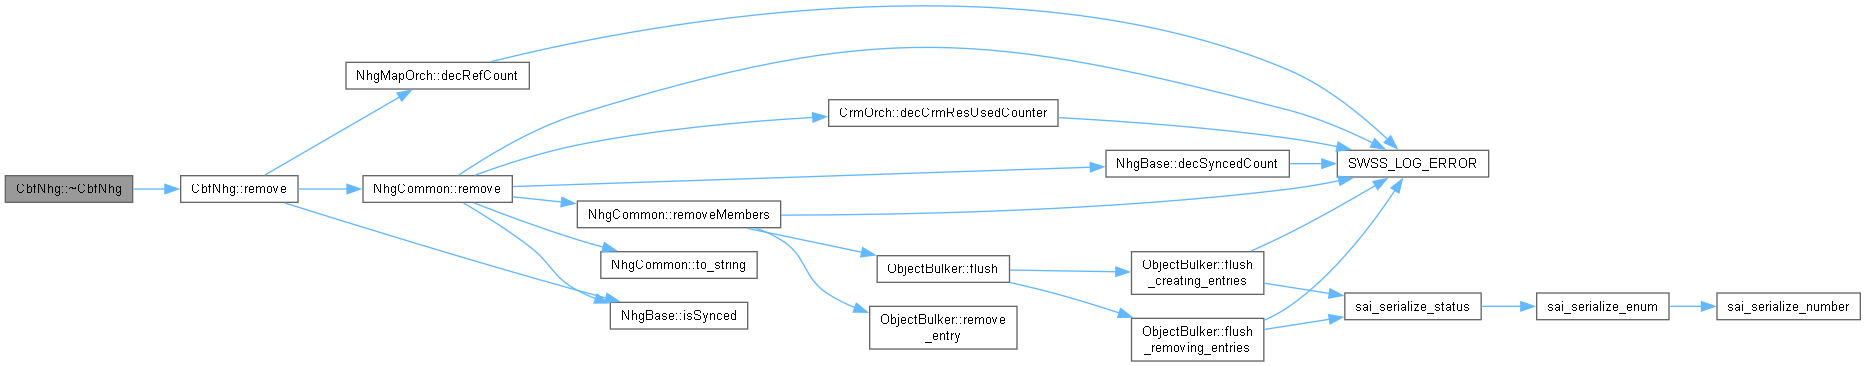 CbfNhg::~CbfNhg
CbfNhg::remove
NhgMapOrch::decRefCount
NhgCommon::remove
CrmOrch::decCrmResUsedCounter
NhgBase::decSyncedCount
SWSS_LOG_ERROR
NhgCommon::removeMembers
NhgCommon::to_string
NhgBase::isSynced
ObjectBulker::flush
ObjectBulker::remove
_entry
ObjectBulker::flush
_creating_entries
ObjectBulker::flush
_removing_entries
sai_serialize_status
sai_serialize_enum
sai_serialize_number